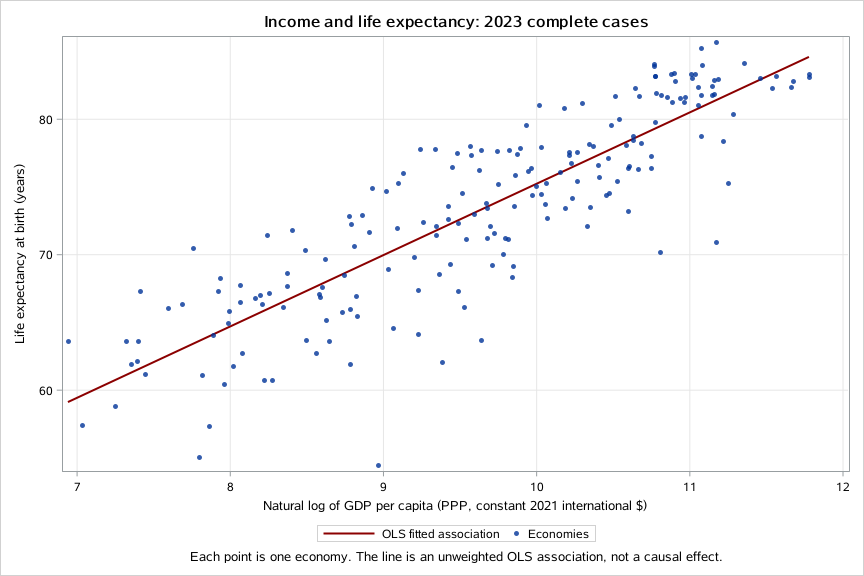 Income and life expectancy: 2023 complete cases
Life expectancy at birth (years)
80
70
60
7 8 9 10 11 12
Natural log of GDP per capita (PPP, constant 2021 international $)
OLS fitted association Economies
Each point is one economy. The line is an unweighted OLS association, not a causal effect.